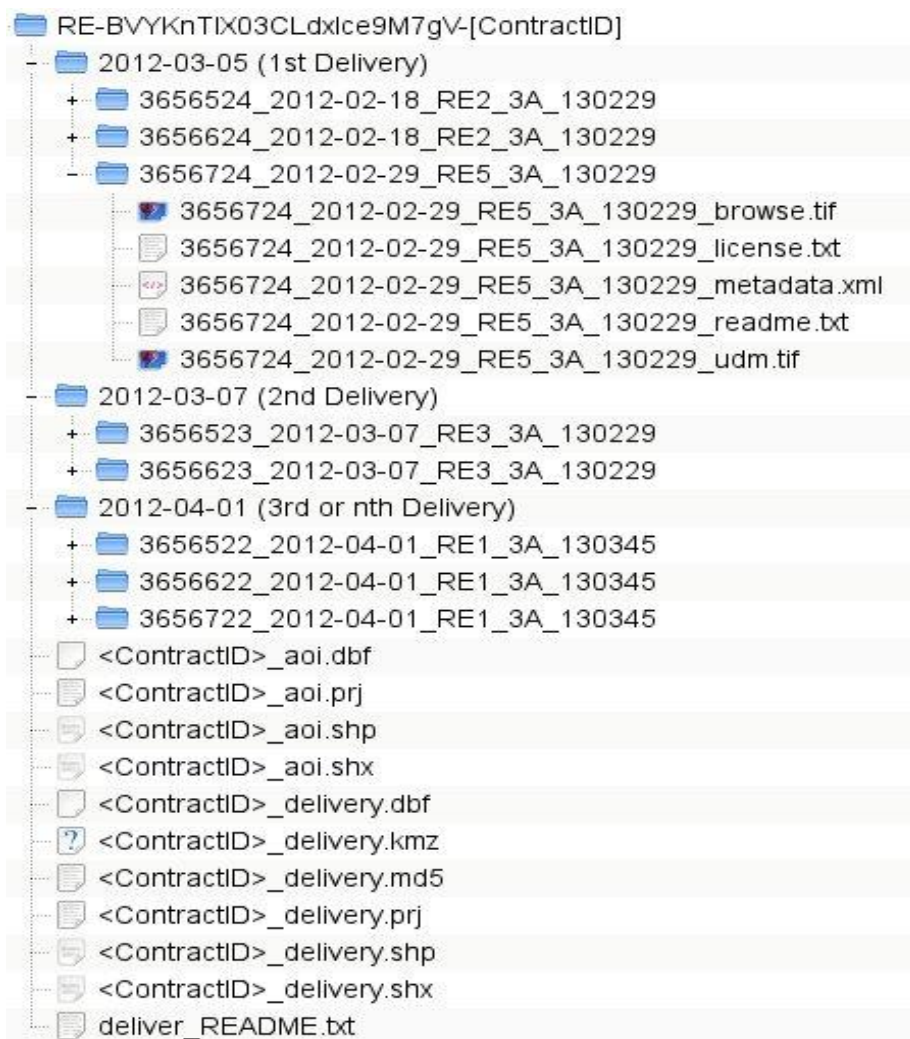 RE-BVYKnTIX03CLdxIce9M7gV-[ContractID]
2012-03-05 (1st Delivery)
3656524_2012-02-18_RE2_3A_130229
3656624_2012-02-18_RE2_3A_130229
3656724_2012-02-29_RE5_3A_130229
3656724_2012-02-29_RE5_3A_130229_browse.tif
3656724_2012-02-29_RE5_3A_130229_license.txt
3656724_2012-02-29_RE5_3A_130229_metadata.xml
3656724_2012-02-29_RE5_3A_130229_readme.txt
3656724_2012-02-29_RE5_3A_130229_udm.tif
2012-03-07 (2nd Delivery)
3656523_2012-03-07_RE3_3A_130229
3656623_2012-03-07_RE3_3A_130229
2012-04-01 (3rd or nth Delivery)
3656522_2012-04-01_RE1_3A_130345
3656622_2012-04-01_RE1_3A_130345
3656722_2012-04-01_RE1_3A_130345
<ContractID>_aoi.dbf
<ContractID>_aoi.prj
<ContractID>_aoi.shp
<ContractID>_aoi.shx
<ContractID>_delivery.dbf
<ContractID>_delivery.kmz
<ContractID>_delivery.md5
<ContractID>_delivery.prj
<ContractID>_delivery.shp
<ContractID>_delivery.shx
deliver_README.txt